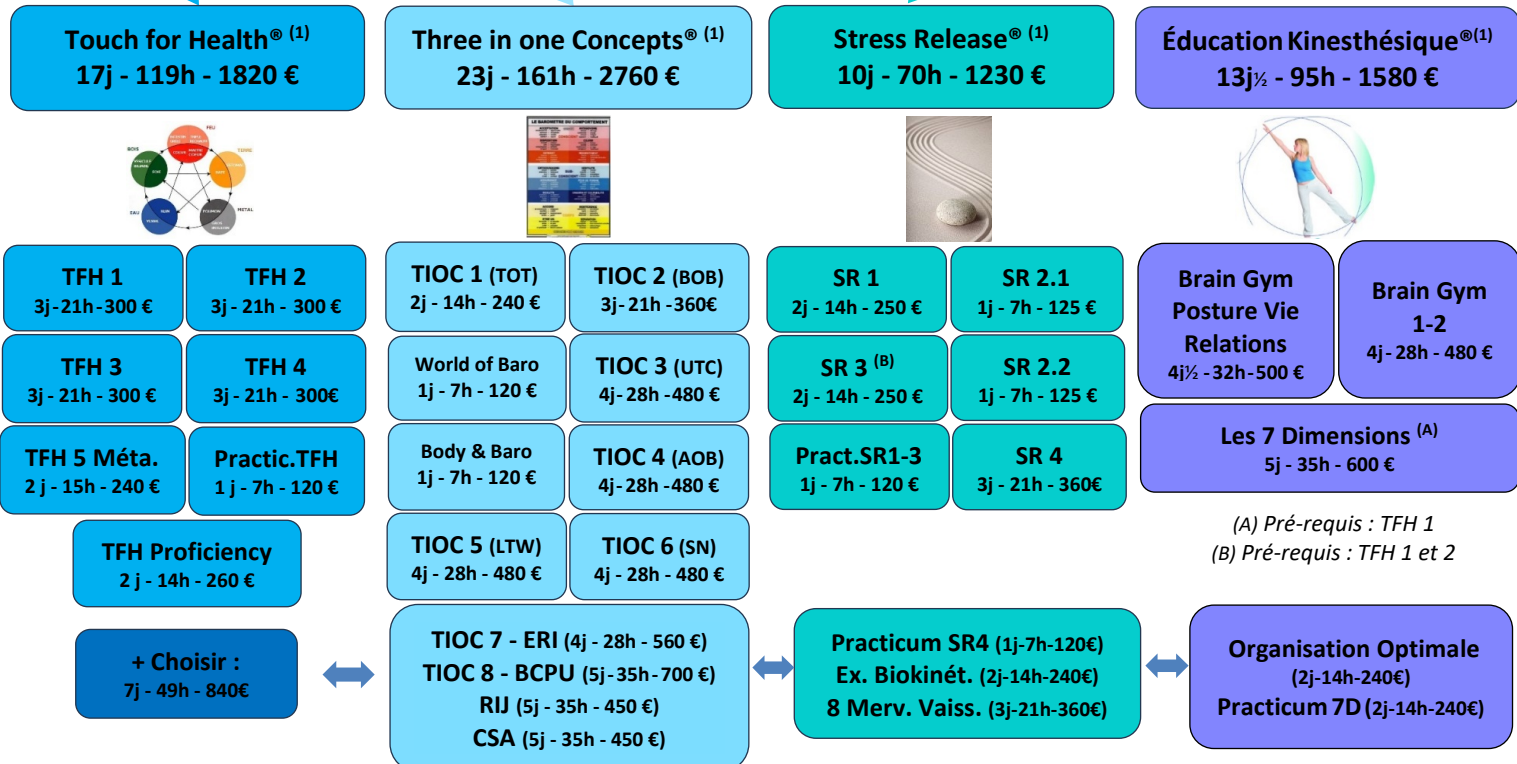 Touch for Health® (1)
17j - 119h - 1820 €
Three in one Concepts® (1)
23j - 161h - 2760 €
Stress Release® (1)
10j - 70h - 1230 €
Éducation Kinesthésique®(1)
13j½ - 95h - 1580 €
FEU
BOIS
TERRE
EAU
METAL
LE BAROMETRE DU COMPORTEMENT
TFH 1
3j-21h-300 €
TFH 2
3j - 21h - 300 €
TFH 3
3j - 21h - 300 €
TFH 4
3j - 21h - 300€
TFH 5 Méta.
2 j - 15h - 240 €
Practic.TFH
1 j - 7h - 120 €
TFH Proficiency
2 j - 14h - 260 €
+ Choisir :
7j - 49h - 840€
TIOC 1 (TOT)
2j - 14h - 240 €
TIOC 2 (BOB)
3j- 21h -360€
World of Baro
1j - 7h - 120 €
TIOC 3 (UTC)
4j- 28h -480 €
Body & Baro
1j - 7h - 120 €
TIOC 4 (AOB)
4j -28h -480 €
TIOC 5 (LTW)
4j - 28h - 480 €
TIOC 6 (SN)
4j - 28h - 480 €
TIOC 7 - ERI (4j - 28h - 560 €)
TIOC 8 - BCPU (5j -35h -700 €)
RIJ (5j - 35h - 450 €)
CSA (5j - 35h - 450 €)
SR 1
2j - 14h - 250 €
SR 2.1
1j - 7h - 125 €
SR 3 (B)
2j - 14h - 250 €
SR 2.2
1j - 7h - 125 €
Pract.SR1-3
1j - 7h - 120 €
SR 4
3j - 21h - 360€
Practicum SR4 (1j-7h-120€)
Ex. Biokinét. (2j-14h-240€)
8 Merv. Vaiss. (3j-21h-360€)
Brain Gym
Posture Vie
Relations
4j½ - 32h-500 €
Brain Gym
1-2
4j - 28h - 480 €
Les 7 Dimensions (A)
5j - 35h - 600 €
(A) Pré-requis : TFH 1
(B) Pré-requis : TFH 1 et 2
Organisation Optimale
(2j-14h-240€)
Practicum 7D (2j-14h-240€)